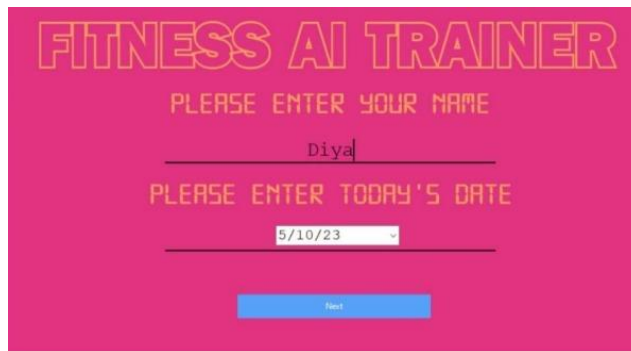 FITNESS AI TRAINER
PLEASE ENTER YOUR NAME
Diya
PLEASE ENTER TODAY'S DATE
5/10/23
Next